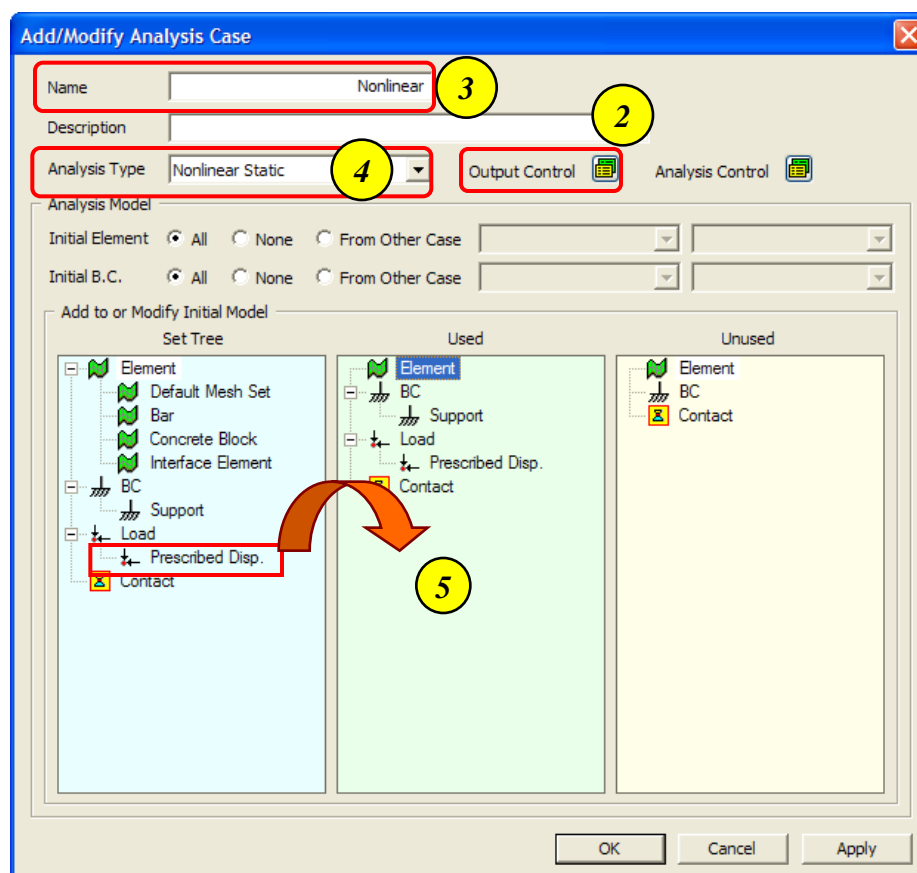 Add/Modify Analysis Case
Name Nonlinear 3
Description 2
Analysis Type Nonlinear Static 4 Output Control Analysis Control
Analysis Model
Initial Element All None From Other Case
Initial B.C. All None From Other Case
Add to or Modify Initial Model
Set Tree
Element
Default Mesh Set
Bar
Concrete Block
Interface Element
BC
Support
Load
Prescribed Disp.
Contact
Used
Element
BC
Support
Load
Prescribed Disp.
Contact
5
Unused
Element
BC
Contact
OK Cancel Apply